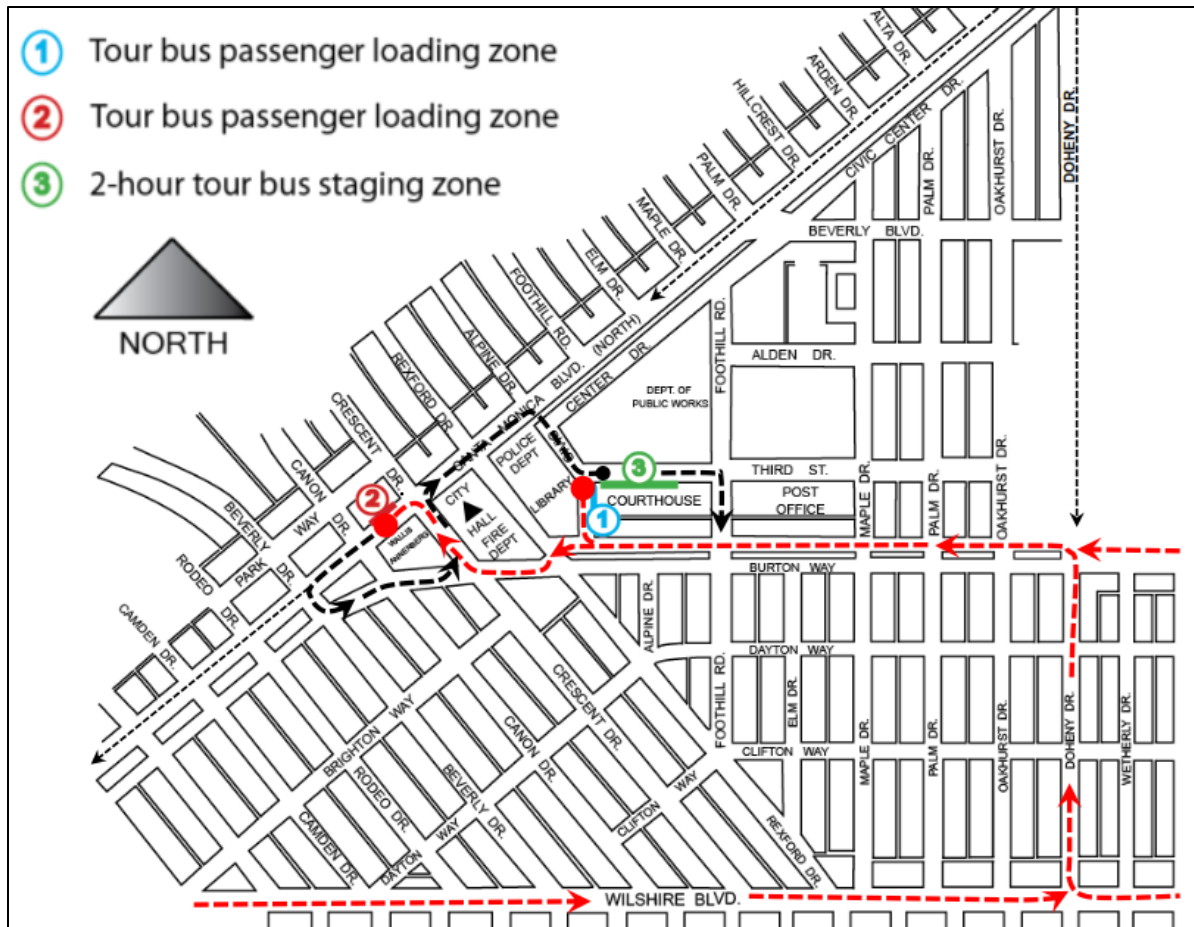 1 Tour bus passenger loading zone
2 Tour bus passenger loading zone
3 2-hour tour bus staging zone
NORTH
ALTA DR.
ARDEN DR.
HILLCREST DR.
PALM DR.
MAPLE DR.
ELM DR.
FOOTHILL RD.
ALPINE DR.
REXFORD DR.
CRESCENT DR.
CANON DR.
BEVERLY DR.
RODEO DR.
CAMDEN DR.
PARK WAY
SANTA MONICA BLVD. (NORTH)
CIVIC CENTER DR.
CENTER DR.
DOHENY DR.
OAKHURST DR.
PALM DR.
BEVERLY BLVD.
FOOTHILL RD.
ALDEN DR.
DEPT. OF
PUBLIC WORKS
THIRD ST.
POLICE
DEPT
LIBRARY
COURTHOUSE
POST
OFFICE
CITY
HALL
FIRE
DEPT
WALLIS
ANNENBERG
1
2
3
MAPLE DR.
PALM DR.
OAKHURST DR.
BURTON WAY
ALPINE DR.
DAYTON WAY
FOOTHILL RD.
ELM DR.
CLIFTON WAY
MAPLE DR.
PALM DR.
OAKHURST DR.
DOHENY DR.
WETHERLY DR.
BRIGHTON WAY
CRESCENT DR.
CANON DR.
BEVERLY DR.
RODEO DR.
CAMDEN DR.
DAYTON WAY
CLIFTON WAY
REXFORD DR.
WILSHIRE BLVD.